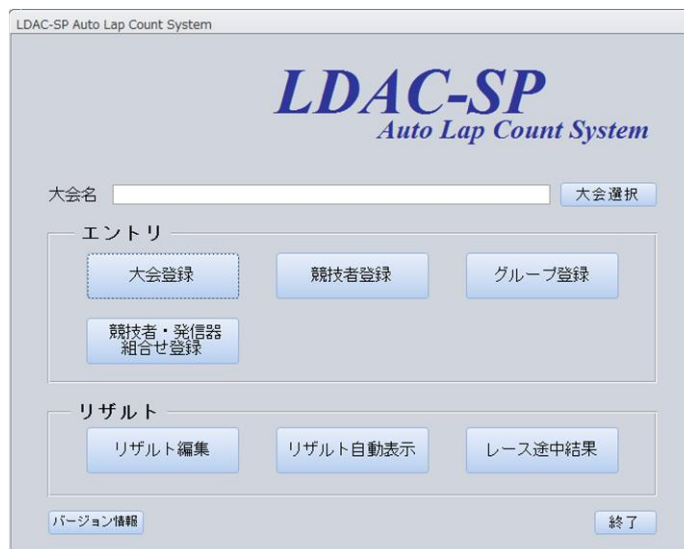 LDAC-SP Auto Lap Count System
LDAC-SP
Auto Lap Count System
大会名
大会選択
エントリ
大会登録
競技者登録
グループ登録
競技者・発信器
組合せ登録
リザルト
リザルト編集
リザルト自動表示
レース途中結果
バージョン情報
終了